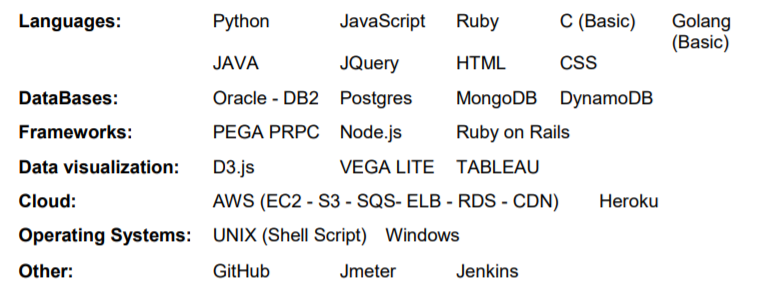 Languages: Python JavaScript Ruby C (Basic) Golang (Basic)
JAVA JQuery HTML CSS
DataBases: Oracle - DB2 Postgres MongoDB DynamoDB
Frameworks: PEGA PRPC Node.js Ruby on Rails
Data visualization: D3.js VEGA LITE TABLEAU
Cloud: AWS (EC2 - S3 - SQS- ELB - RDS - CDN) Heroku
Operating Systems: UNIX (Shell Script) Windows
Other: GitHub Jmeter Jenkins